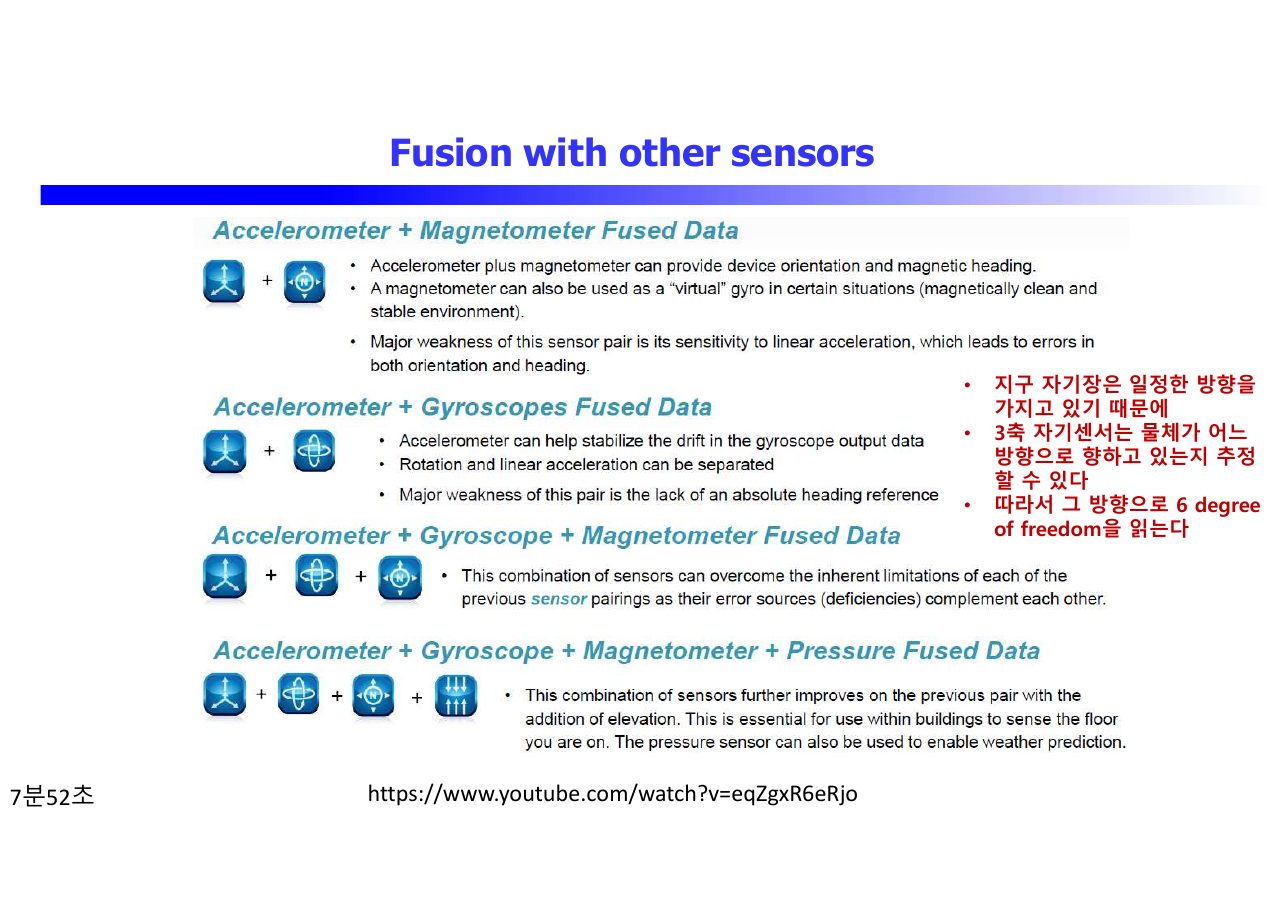 Fusion with other sensors
Accelerometer + Magnetometer Fused Data
+
N
• Accelerometer plus magnetometer can provide device orientation and magnetic heading.
• A magnetometer can also be used as a “virtual” gyro in certain situations (magnetically clean and
stable environment).
• Major weakness of this sensor pair is its sensitivity to linear acceleration, which leads to errors in
both orientation and heading.
Accelerometer + Gyroscopes Fused Data
+
• Accelerometer can help stabilize the drift in the gyroscope output data
• Rotation and linear acceleration can be separated
• Major weakness of this pair is the lack of an absolute heading reference
• 지구 자기장은 일정한 방향을
가지고 있기 때문에
• 3축 자기센서는 물체가 어느
방향으로 향하고 있는지 추정
할 수 있다
• 따라서 그 방향으로 6 degree
of freedom을 읽는다
Accelerometer + Gyroscope + Magnetometer Fused Data
+ + N
• This combination of sensors can overcome the inherent limitations of each of the
previous sensor pairings as their error sources (deficiencies) complement each other.
Accelerometer + Gyroscope + Magnetometer + Pressure Fused Data
+ + N +
• This combination of sensors further improves on the previous pair with the
addition of elevation. This is essential for use within buildings to sense the floor
you are on. The pressure sensor can also be used to enable weather prediction.
7분52초
https://www.youtube.com/watch?v=eqZgxR6eRjo